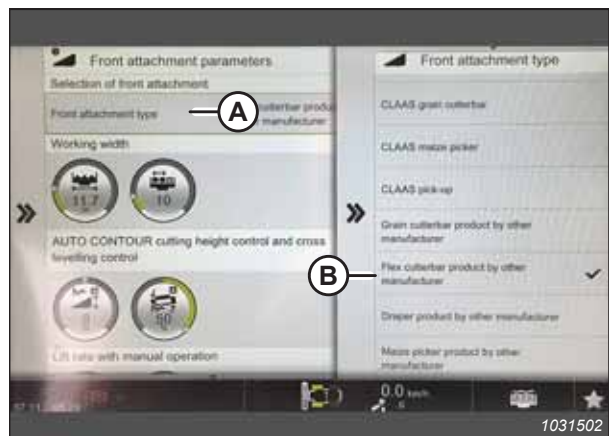 Front attachment parameters
Selection of front attachment
Front attachment type
A
cutterbar produ
manufacturer
Working width
11.7
10
AUTO CONTOUR cutting height control and cross
levelling control
50
Lift rate with manual operation
Front attachment type
CLAAS grain cutterbar
CLAAS maize picker
CLAAS pick-up
Grain cutterbar product by other
manufacturer
B
Flex cutterbar product by other
manufacturer
Draper product by other manufacturer
Maize picker product by other
manufacturer
0.0 km/h
1031502